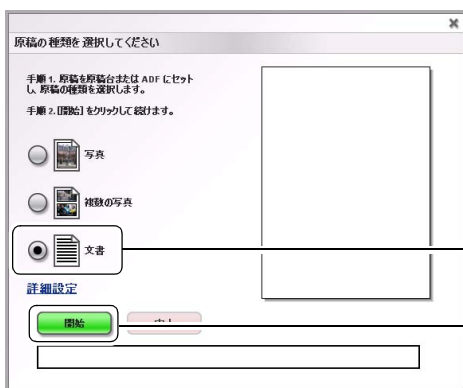 原稿の種類を選択してください
手順 1. 原稿を原稿台または ADF にセット
し、原稿の種類を選択します。
手順 2. [開始] をクリックして続けます。
写真
複数の写真
文書
詳細設定
開始